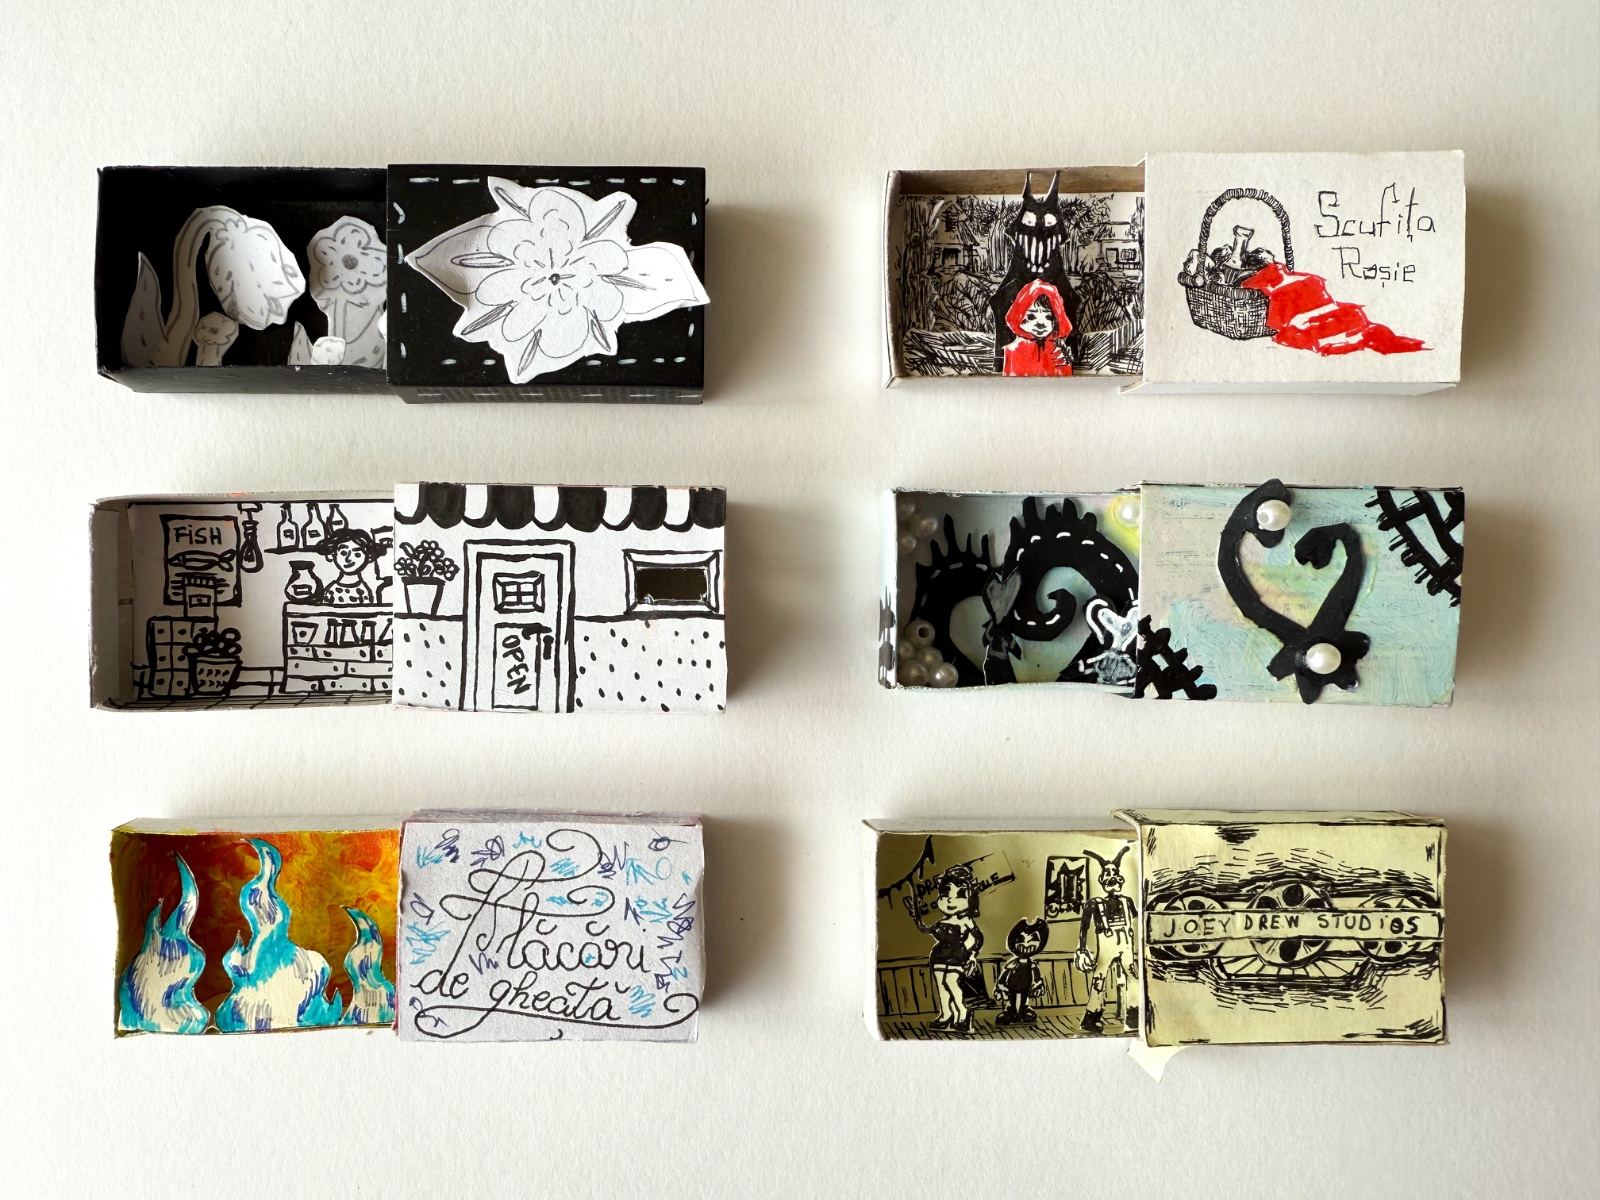 Scufița
Roșie
FISH
OPEN
Flăcări
de gheață
JOEY DREW STUDIOS